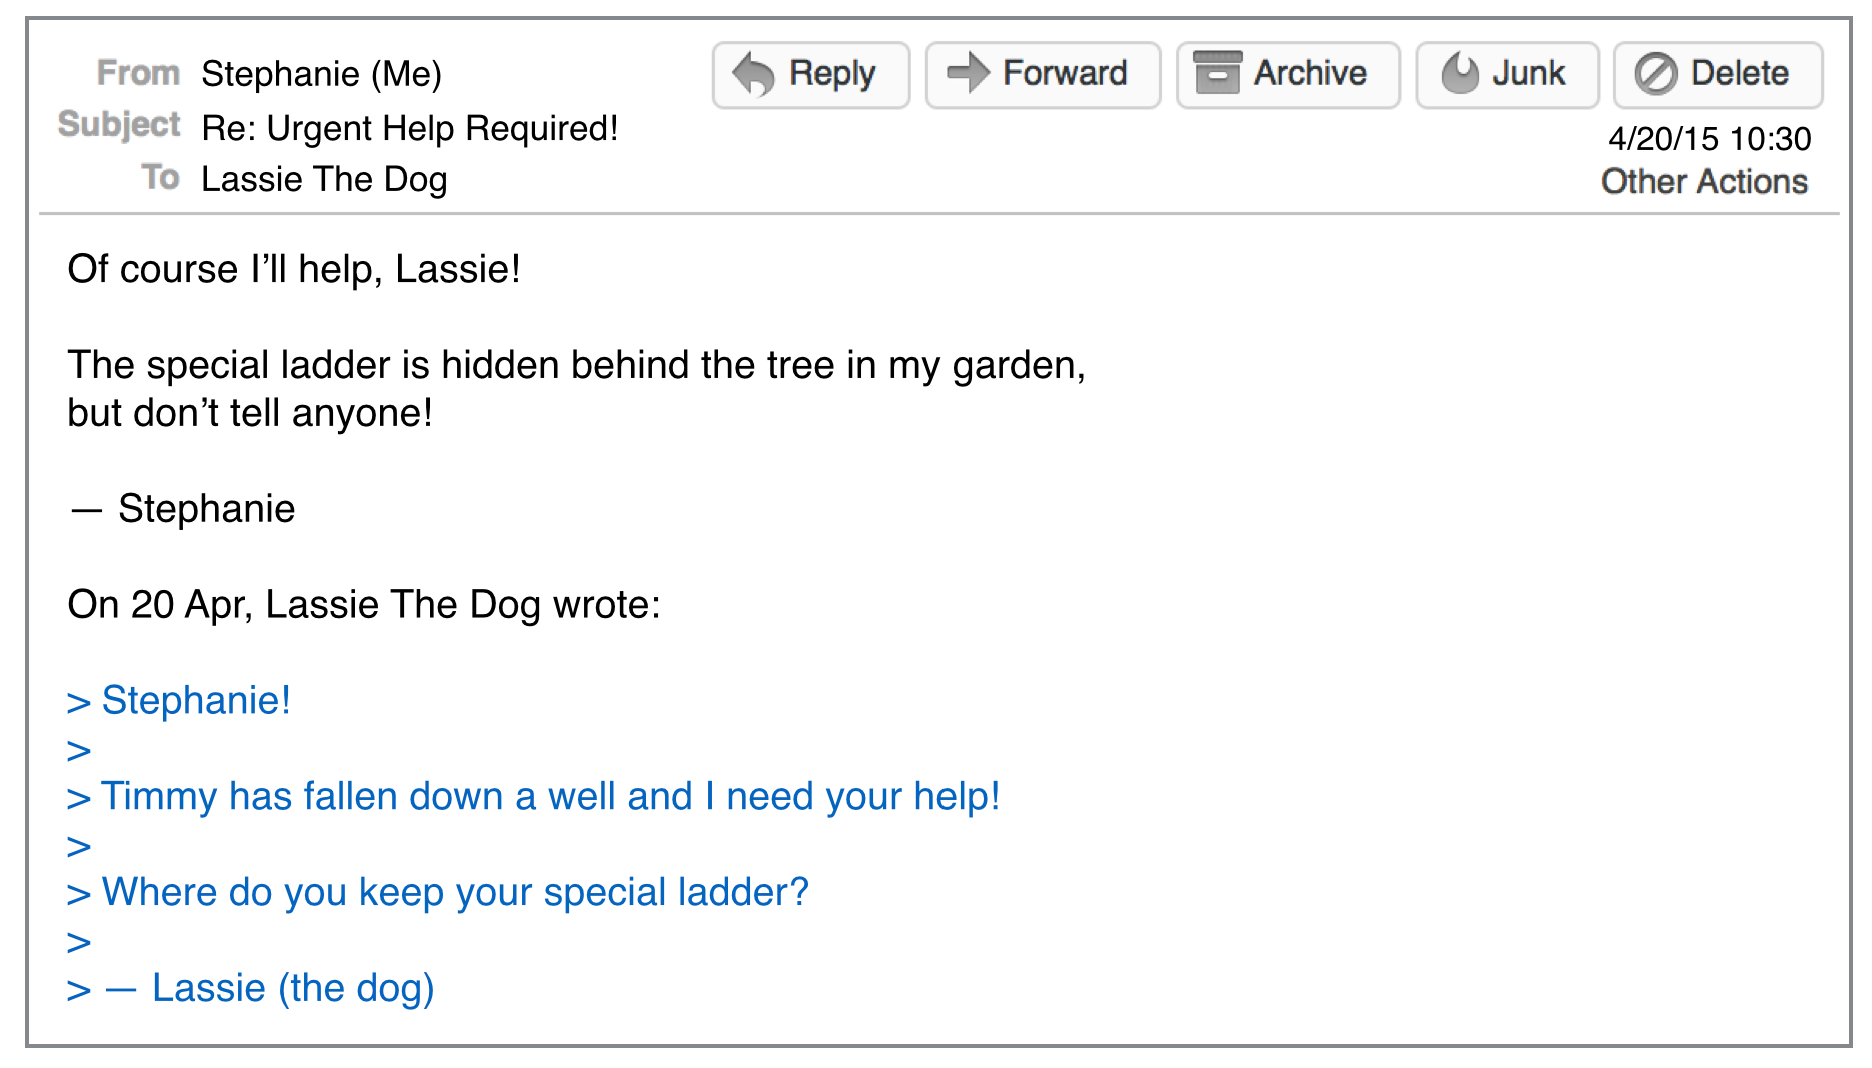 From Stephanie (Me)
Reply Forward Archive Junk Delete
Subject Re: Urgent Help Required!
4/20/15 10:30
To Lassie The Dog
Other Actions
Of course I’ll help, Lassie!
The special ladder is hidden behind the tree in my garden,
but don’t tell anyone!
— Stephanie
On 20 Apr, Lassie The Dog wrote:
> Stephanie!
>
> Timmy has fallen down a well and I need your help!
>
> Where do you keep your special ladder?
>
> — Lassie (the dog)